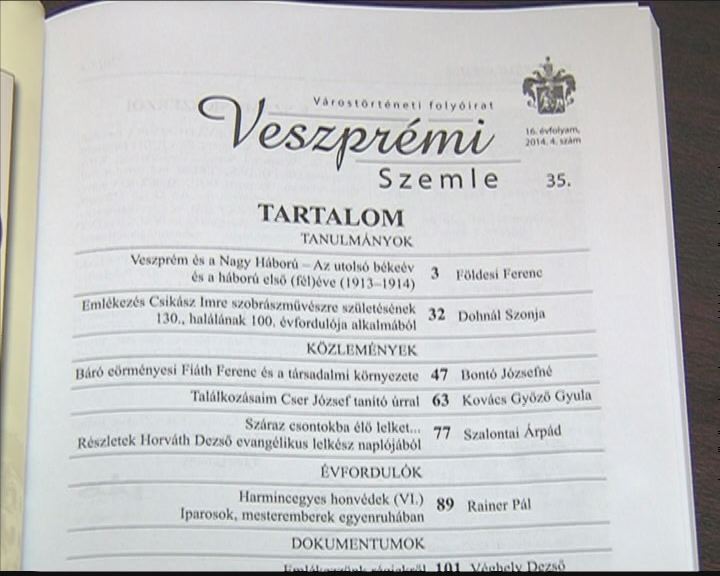 Várostörténeti folyóirat
Veszprémi
Szemle
16. évfolyam,
2014. 4. szám
35.
TARTALOM
TANULMÁNYOK
Veszprém és a Nagy Háború – Az utolsó békeév
és a háború első (fél)éve (1913–1914) 3 Földesi Ferenc
Emlékezés Csikász Imre szobrászművészre születésének
130., halálának 100. évfordulója alkalmából 32 Dohnál Szonja
KÖZLEMÉNYEK
Báró eörményesi Fiáth Ferenc és a társadalmi környezete 47 Bontó Józsefné
Találkozásaim Cser József tanító úrral 63 Kovács Győző Gyula
Száraz csontokba élő lelket...
Részletek Horváth Dezső evangélikus lelkész naplójából 77 Szalontai Árpád
ÉVFORDULÓK
Harmincegyes honvédek (VI.)
Iparosok, mesteremberek egyenruhában 89 Rainer Pál
DOKUMENTUMOK
101 Véghely Dezső